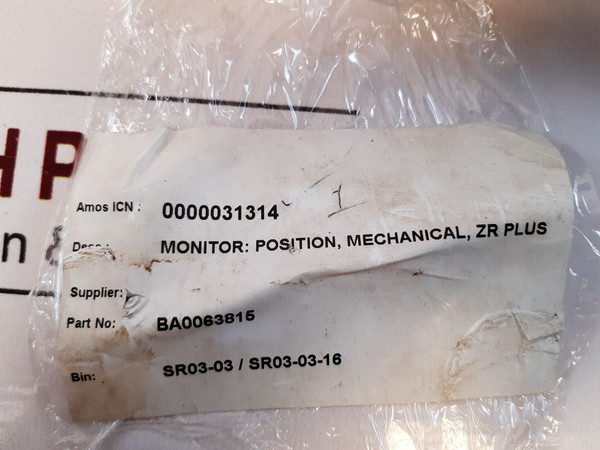 HP
n &
Amos ICN : 0000031314 1
Desc : MONITOR: POSITION, MECHANICAL, ZR PLUS
Supplier:
Part No: BA0063815
Bin: SR03-03 / SR03-03-16